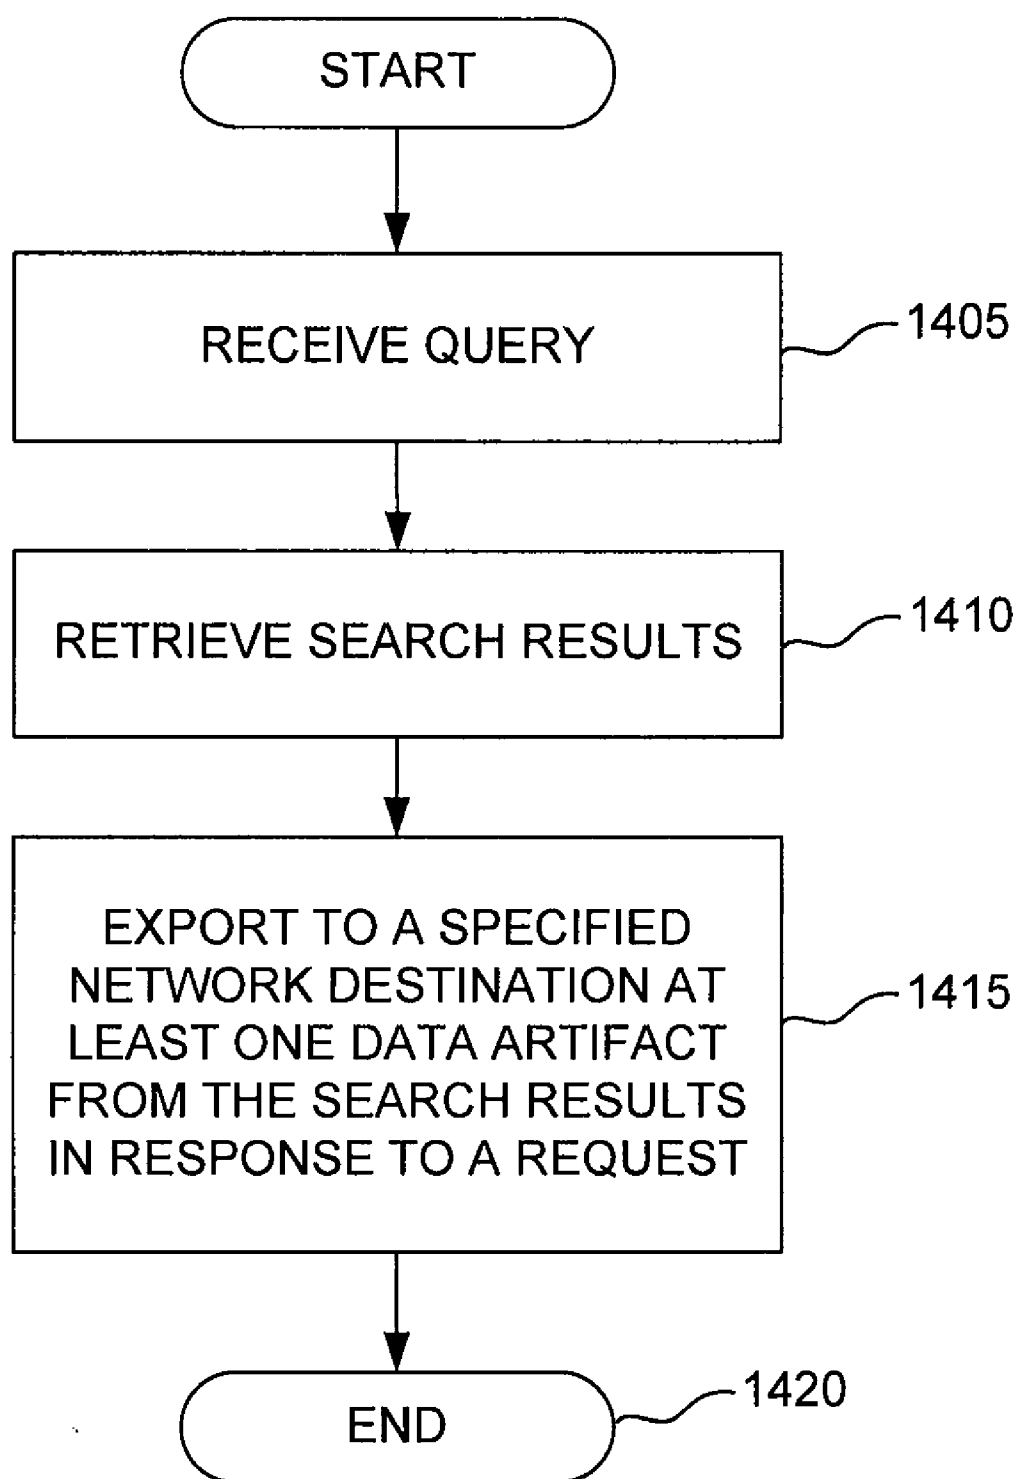 START
RECEIVE QUERY
1405
RETRIEVE SEARCH RESULTS
1410
EXPORT TO A SPECIFIED
NETWORK DESTINATION AT
LEAST ONE DATA ARTIFACT
FROM THE SEARCH RESULTS
IN RESPONSE TO A REQUEST
1415
END
1420